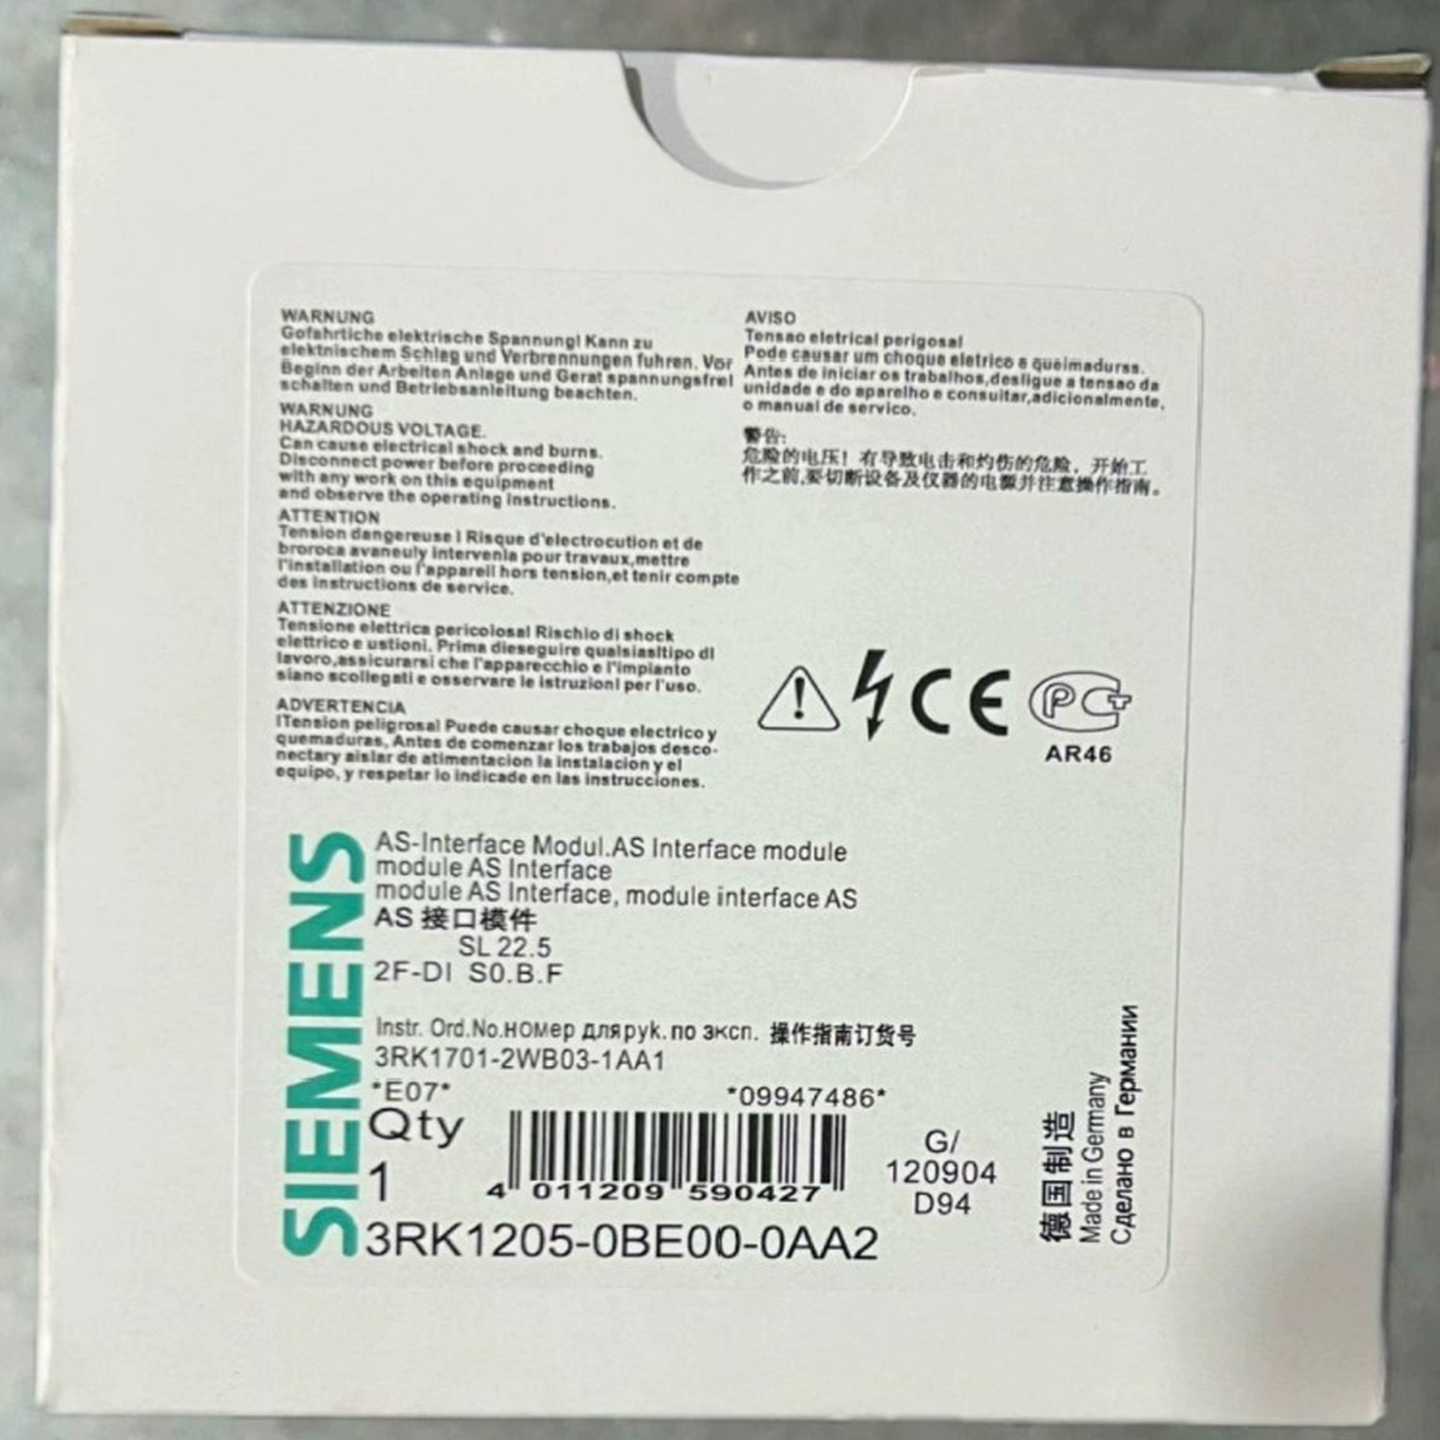 WARNUNG
Gofahrtiche elektrische Spannungl Kann zu
elektnischem Schlag und Verbrennungen fuhren. Vor
Beginn der Arbeiten Anlage und Gerat spannungsfrel
schalten und Betriebsanleitung beachten.
WARNUNG
HAZARDOUS VOLTAGE.
Can cause electrical shock and burns.
Disconnect power before proceeding
with any work on this equipment
and observe the operating instructions.
ATTENTION
Tension dangereuse l Risque d'electrocution et de
broroca avaneuly intervenla pour travaux,mettre
l'installation ou l'appareil hors tension,et tenir compte
des instructions de service.
ATTENZIONE
Tensione elettrica pericolosal Rischio di shock
elettrico e ustioni. Prima dieseguire qualsiasltipo dl
lavoro,assicurarsi che l'apparecchio e l'impianto
siano scollegati e osservare le istruzioni per l'uso.
ADVERTENCIA
lTension peligrosal Puede causar choque electrico y
quemaduras, Antes de comenzar los trabajos desco-
nectary aislar de atimentacion la instalacion y el
equipo, y respetar lo indicade en las instrucciones.
AVISO
Tensao eletrical perigosal
Pode causar um choque eletrico e queimadurss.
Antes de iniciar os trabalhos,desligue a tensao da
unidade e do aparelho e consuitar,adicionalmente,
o manual de servico.
警告:
危险的电压！有导致电击和灼伤的危险，开始工
作之前,要切断设备及仪器的电源并注意操作指南。
CE
PC+
AR46
SIEMENS
AS-Interface Modul.AS Interface module
module AS Interface
module AS Interface, module interface AS
AS 接口模件
SL 22.5
2F-DI S0.B.F
Instr. Ord.No.номер для рук. по эксп. 操作指南订货号
3RK1701-2WB03-1AA1
*E07* *09947486*
Qty
1
4 011209 590427
G/
120904
D94
3RK1205-0BE00-0AA2
德国制造
Made in Germany
Сделано в Германии